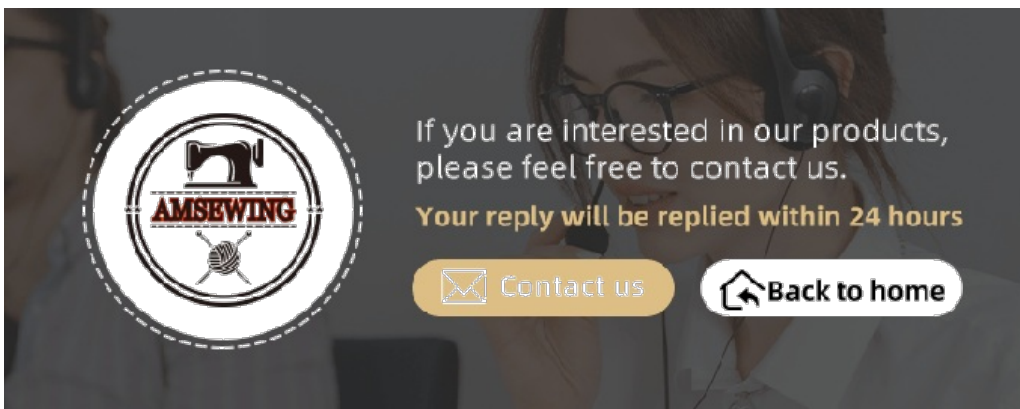 AMSEWING
If you are interested in our products,
please feel free to contact us.
Your reply will be replied within 24 hours
Contact us
Back to home